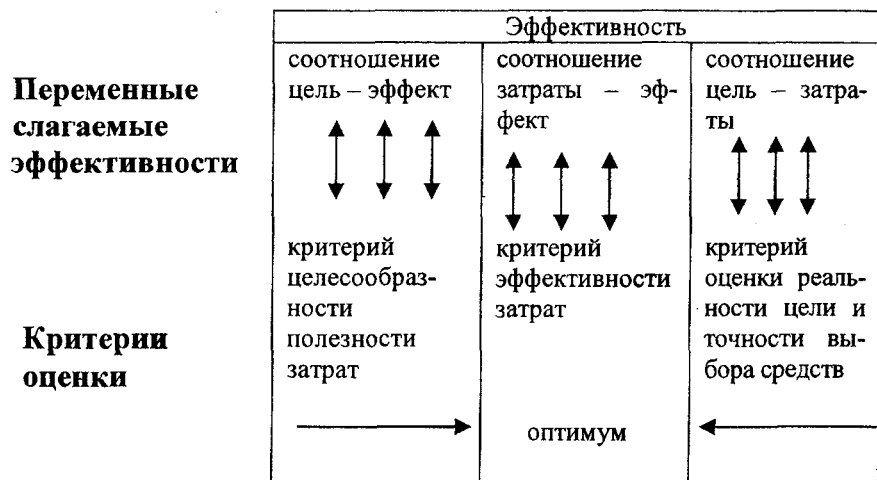 Эффективность
Переменные
слагаемые
эффективности
соотношение
цель – эффект
соотношение
затраты – эф-
фект
соотношение
цель – затра-
ты
Критерии
оценки
критерий
целесообраз-
ности
полезности
затрат
критерий
эффективности
затрат
критерий
оценки реаль-
ности цели и
точности вы-
бора средств
оптимум